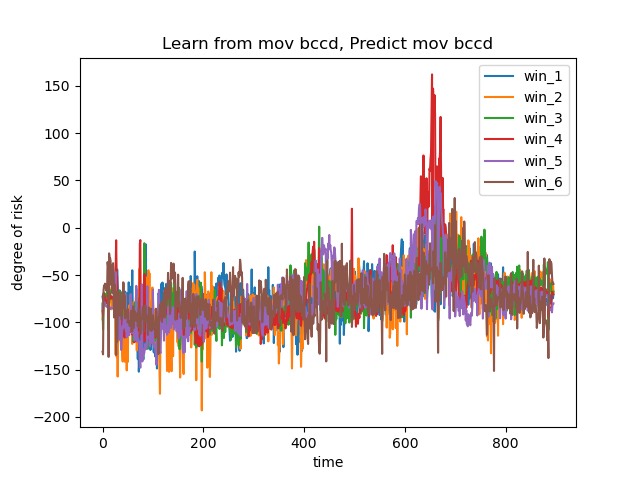 Learn from mov bccd, Predict mov bccd
degree of risk
150
100
50
0
−50
−100
−150
−200
win_1
win_2
win_3
win_4
win_5
win_6
0 200 400 600 800
time